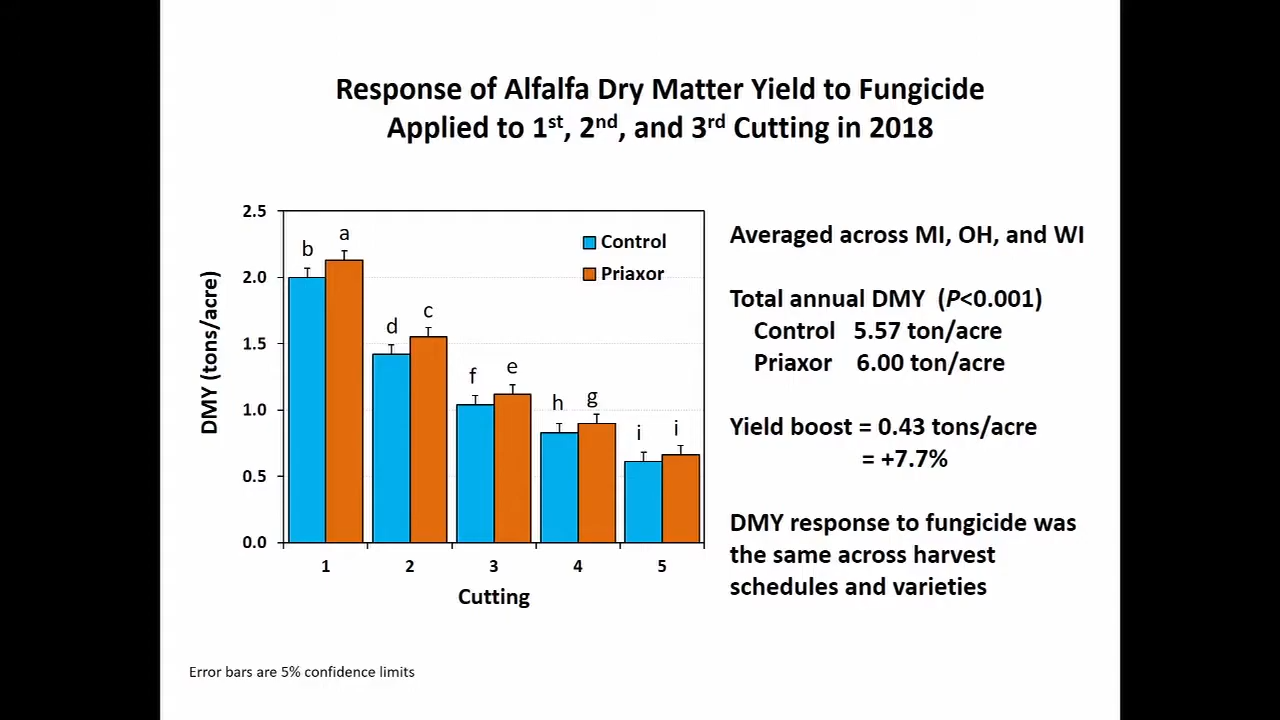 Response of Alfalfa Dry Matter Yield to Fungicide
Applied to 1st, 2nd, and 3rd Cutting in 2018
DMY (tons/acre)
2.5
2.0
1.5
1.0
0.5
0.0
b
a
d
c
f
e
h
g
i
i
Control
Priaxor
1
2
3
4
5
Cutting
Averaged across MI, OH, and WI
Total annual DMY (P<0.001)
Control 5.57 ton/acre
Priaxor 6.00 ton/acre
Yield boost = 0.43 tons/acre
= +7.7%
DMY response to fungicide was
the same across harvest
schedules and varieties
Error bars are 5% confidence limits